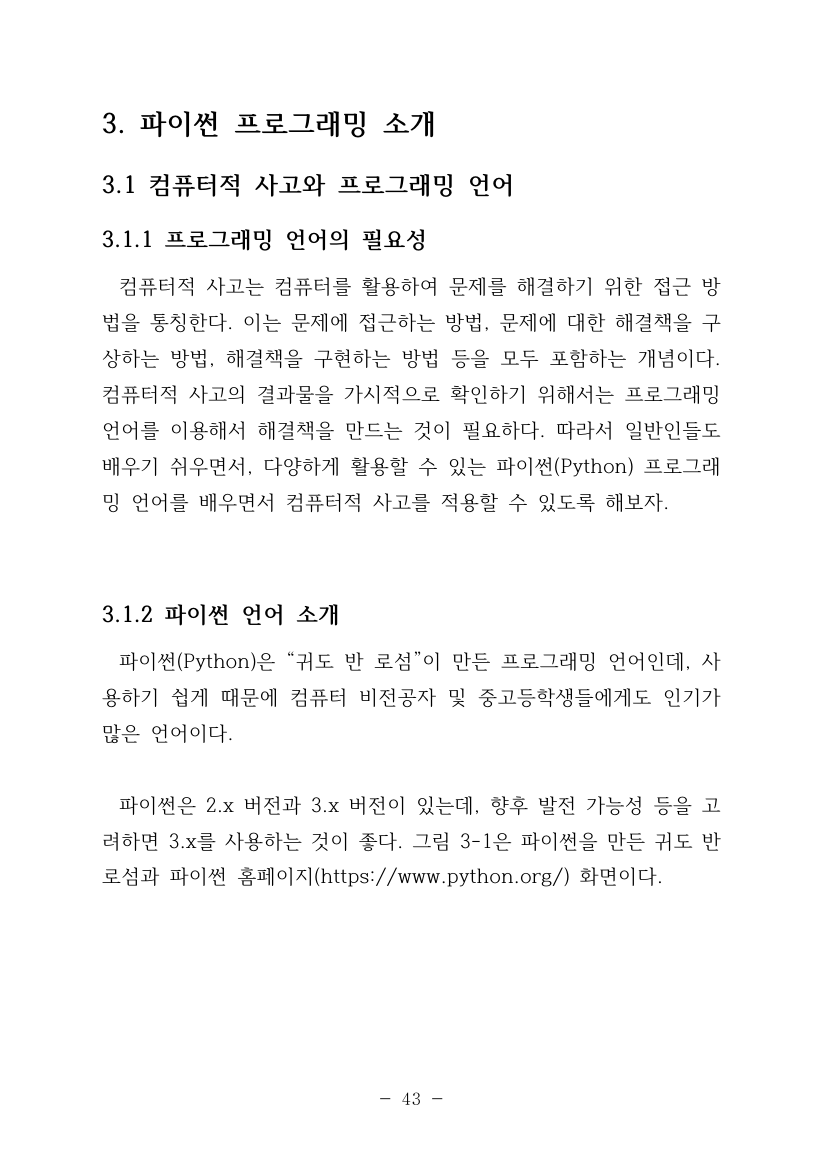 3. 파이썬 프로그래밍 소개
3.1 컴퓨터적 사고와 프로그래밍 언어
3.1.1 프로그래밍 언어의 필요성
컴퓨터적 사고는 컴퓨터를 활용하여 문제를 해결하기 위한 접근 방
법을 통칭한다. 이는 문제에 접근하는 방법, 문제에 대한 해결책을 구
상하는 방법, 해결책을 구현하는 방법 등을 모두 포함하는 개념이다.
컴퓨터적 사고의 결과물을 가시적으로 확인하기 위해서는 프로그래밍
언어를 이용해서 해결책을 만드는 것이 필요하다. 따라서 일반인들도
배우기 쉬우면서, 다양하게 활용할 수 있는 파이썬(Python) 프로그래
밍 언어를 배우면서 컴퓨터적 사고를 적용할 수 있도록 해보자.
3.1.2 파이썬 언어 소개
파이썬(Python)은 “귀도 반 로섬”이 만든 프로그래밍 언어인데, 사
용하기 쉽게 때문에 컴퓨터 비전공자 및 중고등학생들에게도 인기가
많은 언어이다.
파이썬은 2.x 버전과 3.x 버전이 있는데, 향후 발전 가능성 등을 고
려하면 3.x를 사용하는 것이 좋다. 그림 3-1은 파이썬을 만든 귀도 반
로섬과 파이썬 홈페이지(https://www.python.org/) 화면이다.
- 43 -